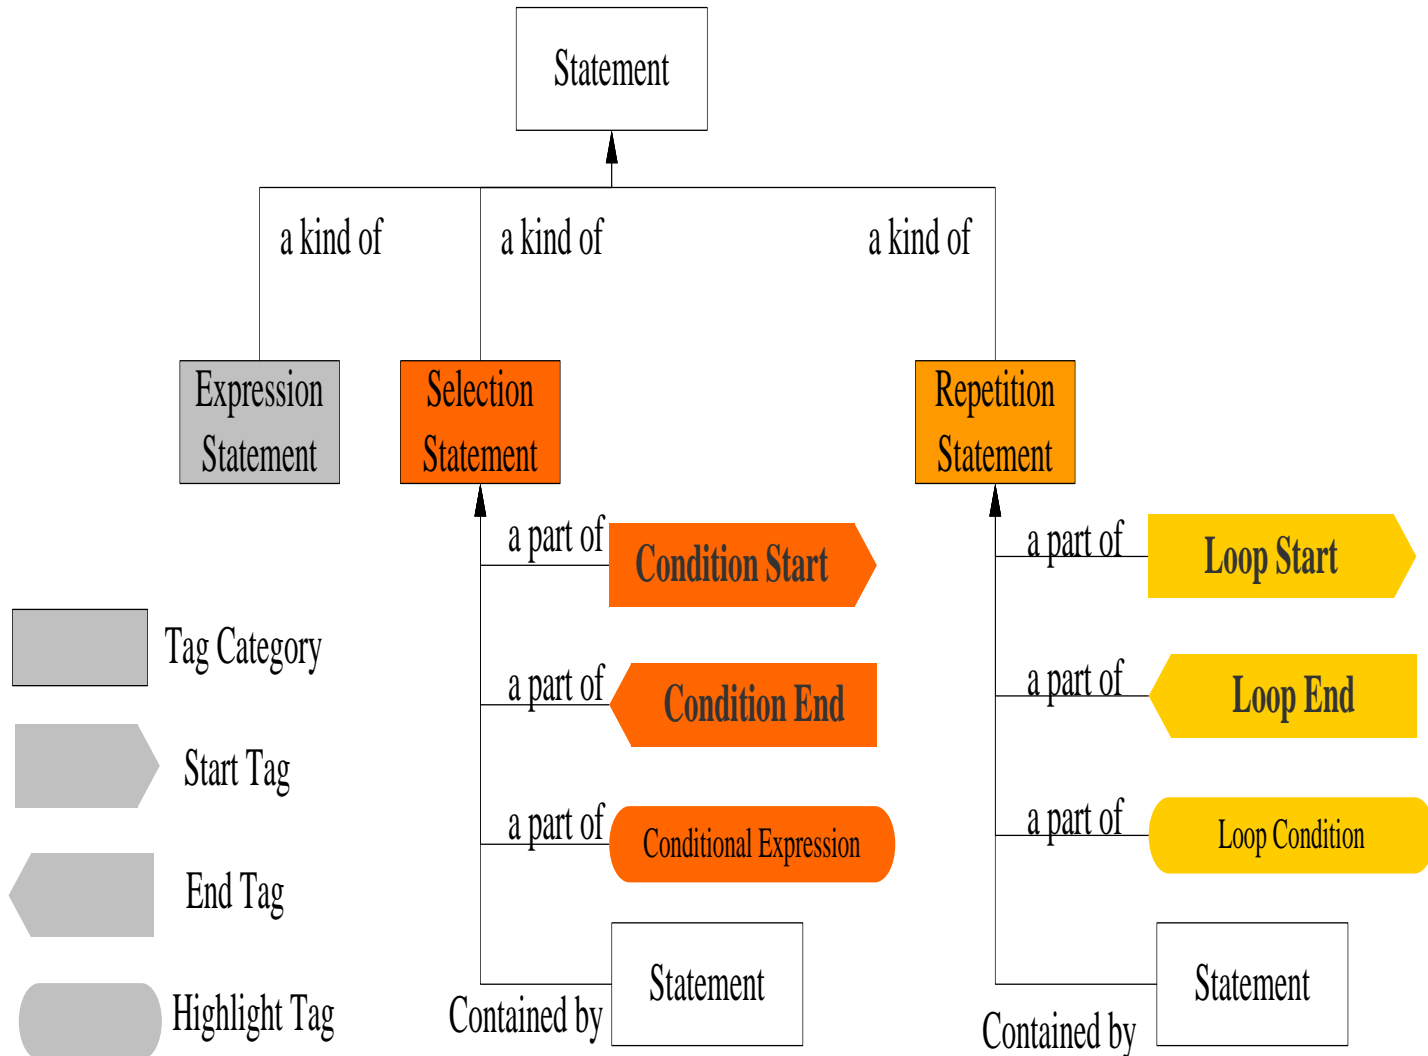 Statement
a kind of
a kind of
a kind of
Expression
Statement
Selection
Statement
Repetition
Statement
a part of
Condition Start
a part of
Loop Start
Tag Category
a part of
Condition End
a part of
Loop End
Start Tag
a part of
Conditional Expression
a part of
Loop Condition
End Tag
Statement
Contained by
Statement
Contained by
Highlight Tag